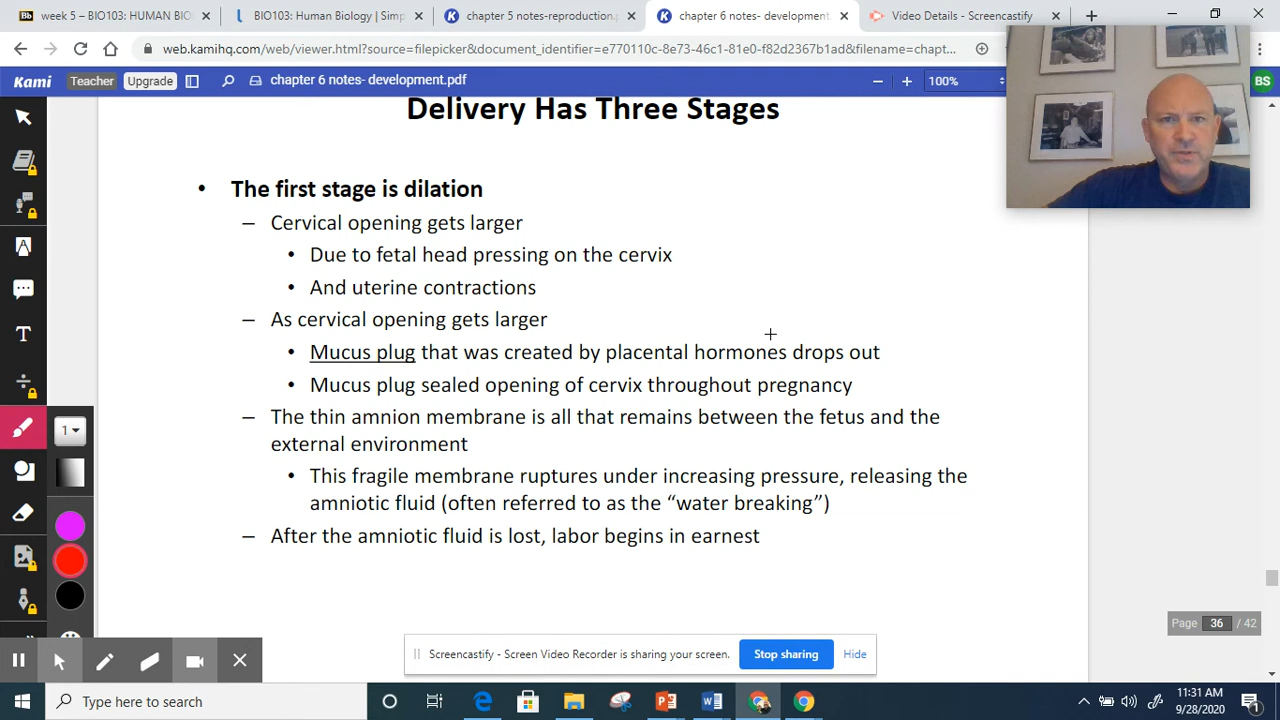 week 5 – BIO103: HUMAN BIO
BIO103: Human Biology | Simp
chapter 5 notes-reproduction.p
chapter 6 notes- development.
Video Details - Screencastify
web.kamihq.com/web/viewer.html?source=filepicker&document_identifier=e770110c-8e73-46c1-81e0-f82d2367b1ad&filename=chapt...
Kami
Teacher
Upgrade
chapter 6 notes- development.pdf
100%
BS
Delivery Has Three Stages
• The first stage is dilation
– Cervical opening gets larger
• Due to fetal head pressing on the cervix
• And uterine contractions
– As cervical opening gets larger
• Mucus plug that was created by placental hormones drops out
• Mucus plug sealed opening of cervix throughout pregnancy
– The thin amnion membrane is all that remains between the fetus and the
external environment
• This fragile membrane ruptures under increasing pressure, releasing the
amniotic fluid (often referred to as the “water breaking”)
– After the amniotic fluid is lost, labor begins in earnest
1
Page 36 / 42
Screencastify - Screen Video Recorder is sharing your screen.
Stop sharing
Hide
Type here to search
11:31 AM
9/28/2020
1